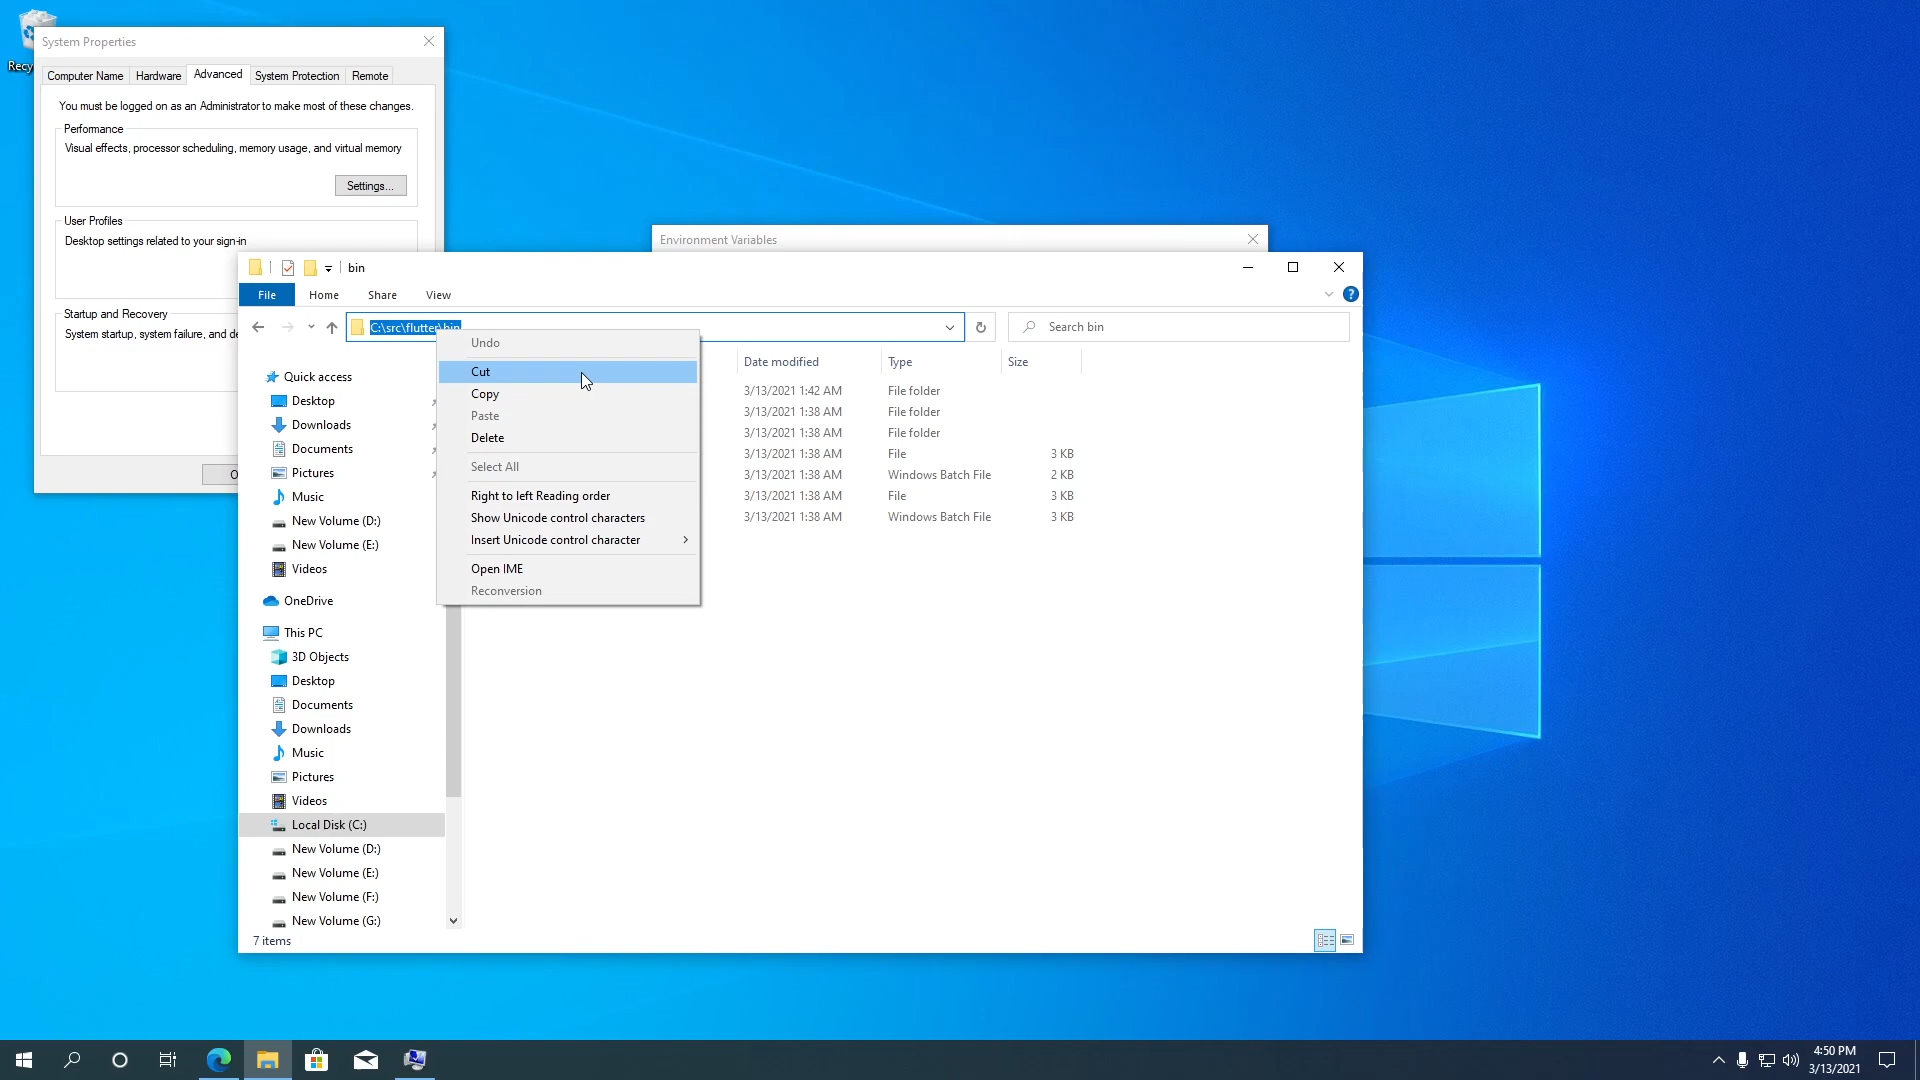 Recy
System Properties
Computer Name Hardware Advanced System Protection Remote
You must be logged on as an Administrator to make most of these changes.
Performance
Visual effects, processor scheduling, memory usage, and virtual memory
Settings...
User Profiles
Desktop settings related to your sign-in
Startup and Recovery
System startup, system failure, and de
O
Environment Variables
bin
File Home Share View
C:\src\flutter\bin
Search bin
Date modified Type Size
3/13/2021 1:42 AM File folder
3/13/2021 1:38 AM File folder
3/13/2021 1:38 AM File folder
3/13/2021 1:38 AM File 3 KB
3/13/2021 1:38 AM Windows Batch File 2 KB
3/13/2021 1:38 AM File 3 KB
3/13/2021 1:38 AM Windows Batch File 3 KB
Undo
Cut
Copy
Paste
Delete
Select All
Right to left Reading order
Show Unicode control characters
Insert Unicode control character
Open IME
Reconversion
Quick access
Desktop
Downloads
Documents
Pictures
Music
New Volume (D:)
New Volume (E:)
Videos
OneDrive
This PC
3D Objects
Desktop
Documents
Downloads
Music
Pictures
Videos
Local Disk (C:)
New Volume (D:)
New Volume (E:)
New Volume (F:)
New Volume (G:)
7 items
4:50 PM
3/13/2021